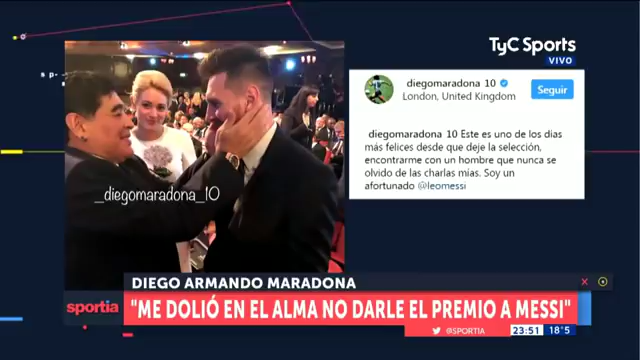 TyC Sports
VIVO
diegomaradona 10
London, United Kingdom
Seguir
diegomaradona 10 Este es uno de los dias
más felices desde que deje la selección,
encontrarme con un hombre que nunca se
olvido de las charlas mías. Soy un
afortunado @leomessi
_diegomaradona_10
DIEGO ARMANDO MARADONA
sportia
"ME DOLIÓ EN EL ALMA NO DARLE EL PREMIO A MESSI"
@SPORTIA
23:51
18°5